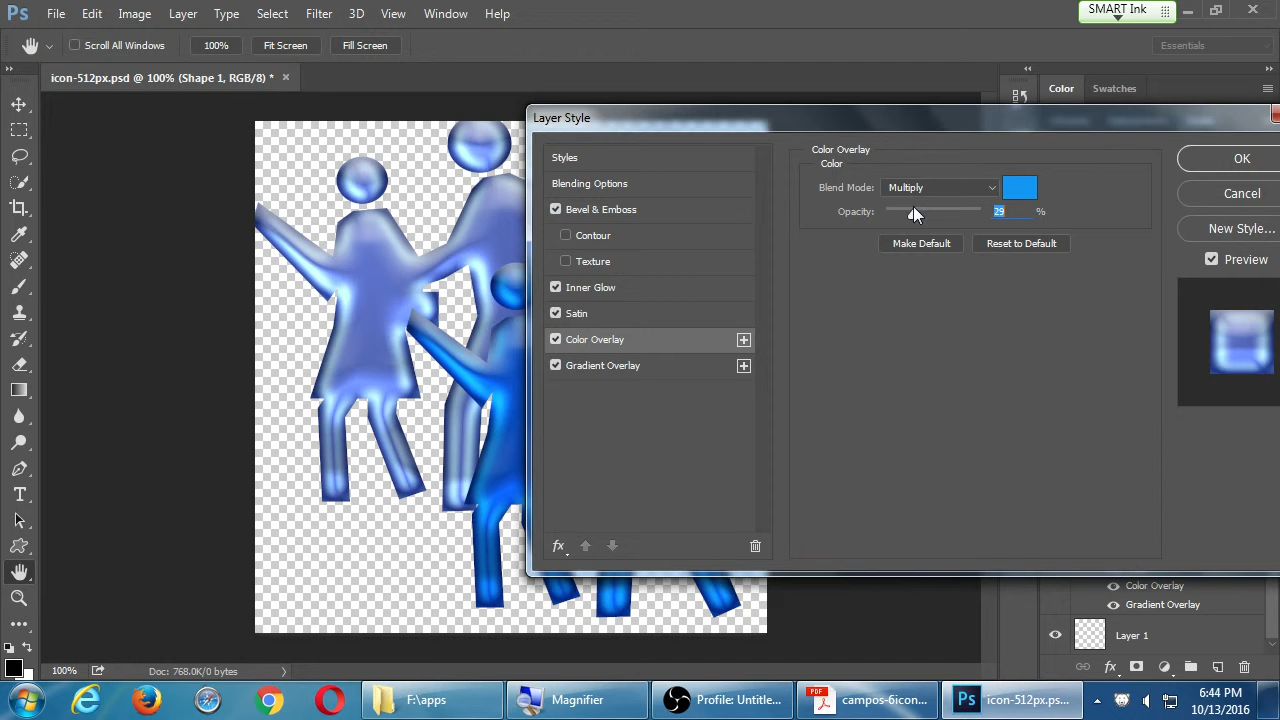 Ps File Edit Image Layer Type Select Filter 3D View Window Help
SMART Ink
Scroll All Windows 100% Fit Screen Fill Screen Essentials
icon-512px.psd @ 100% (Shape 1, RGB/8) * ×
Color Swatches
Layer Style
Styles
Blending Options
Bevel & Emboss
Contour
Texture
Inner Glow
Satin
Color Overlay
Gradient Overlay
fx
Color Overlay
Color
Blend Mode: Multiply
Opacity: 29 %
Make Default Reset to Default
OK
Cancel
New Style...
Preview
Color Overlay
Gradient Overlay
Layer 1
fx
100% Doc: 768.0K/0 bytes
F:\apps
Magnifier
Profile: Untitle...
PDF campos-6icon...
Ps icon-512px.ps...
6:44 PM
10/13/2016